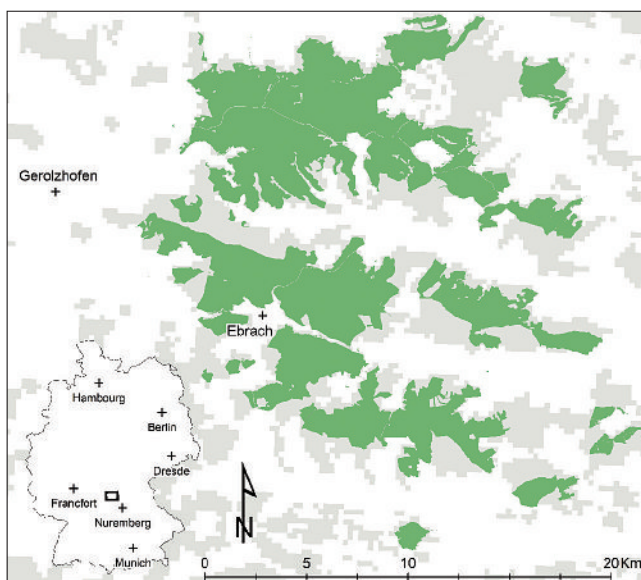 Gerolzhofen
Ebrach
Hambourg
Berlin
Dresde
Francfort
Nuremberg
Munich
N
0 5 10 20Km